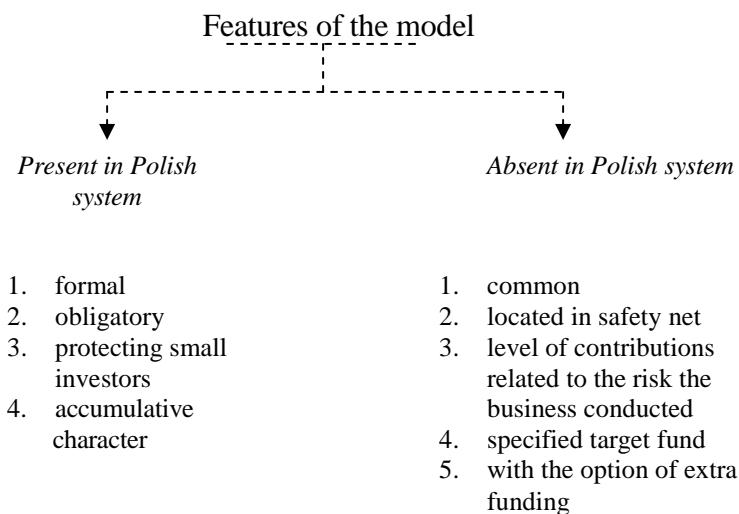 Features of the model
Present in Polish
system
1. formal
2. obligatory
3. protecting small
investors
4. accumulative
character
Absent in Polish system
1. common
2. located in safety net
3. level of contributions
related to the risk the
business conducted
4. specified target fund
5. with the option of extra
funding